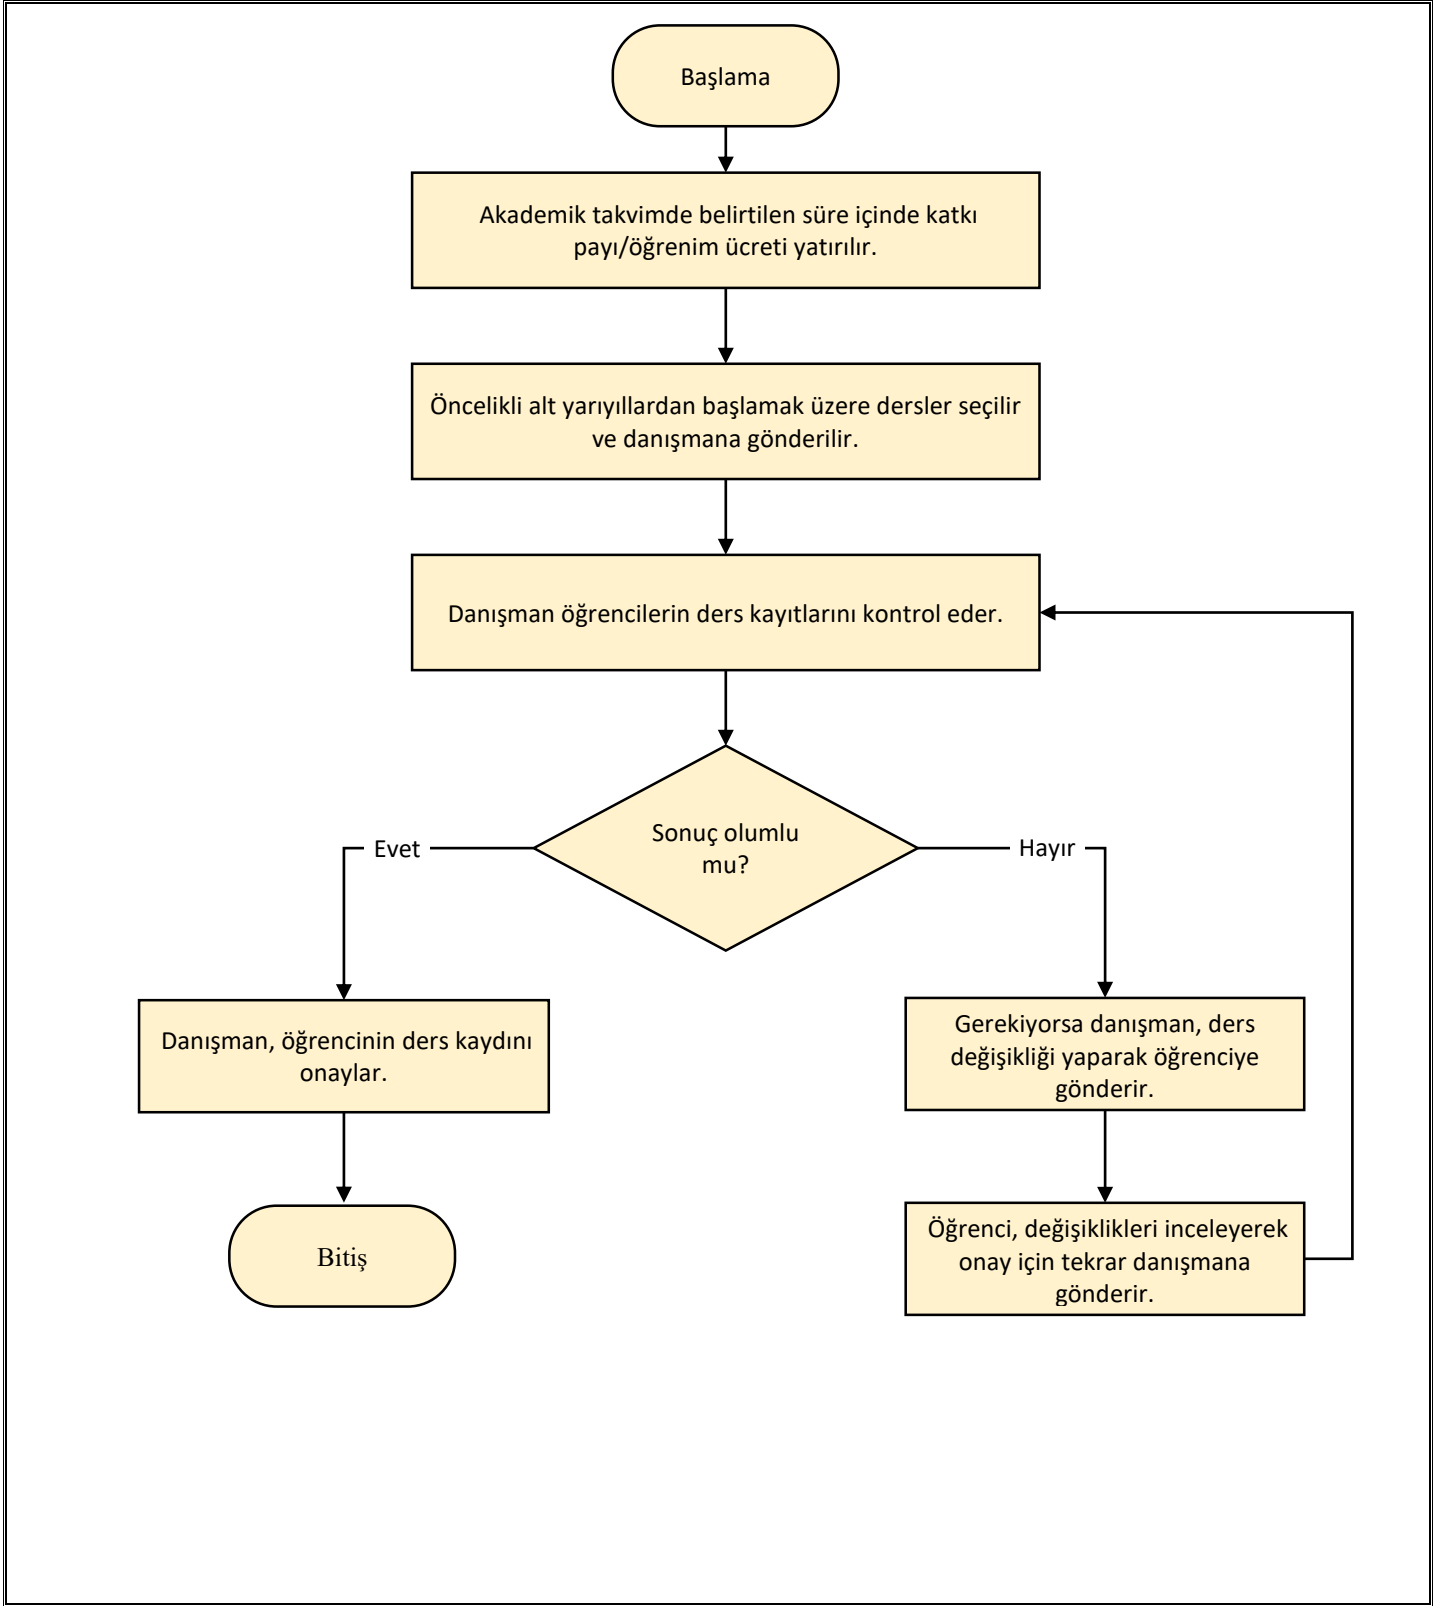 Başlama
Akademik takvimde belirtilen süre içinde katkı
payı/öğrenim ücreti yatırılır.
Öncelikli alt yarıyıllardan başlamak üzere dersler seçilir
ve danışmana gönderilir.
Danışman öğrencilerin ders kayıtlarını kontrol eder.
Sonuç olumlu
mu?
Evet
Hayır
Danışman, öğrencinin ders kaydını
onaylar.
Gerekiyorsa danışman, ders
değişikliği yaparak öğrenciye
gönderir.
Bitiş
Öğrenci, değişiklikleri inceleyerek
onay için tekrar danışmana
gönderir.